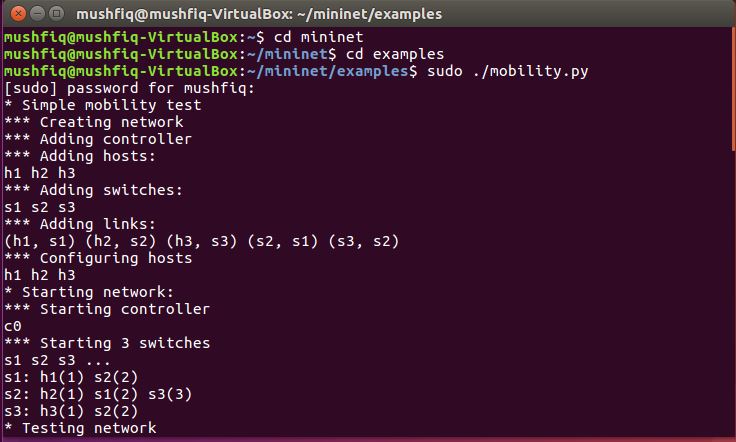 mushfiq@mushfiq-VirtualBox: ~/mininet/examples
mushfiq@mushfiq-VirtualBox:~$ cd mininet
mushfiq@mushfiq-VirtualBox:~/mininet$ cd examples
mushfiq@mushfiq-VirtualBox:~/mininet/examples$ sudo ./mobility.py
[sudo] password for mushfiq:
* Simple mobility test
*** Creating network
*** Adding controller
*** Adding hosts:
h1 h2 h3
*** Adding switches:
s1 s2 s3
*** Adding links:
(h1, s1) (h2, s2) (h3, s3) (s2, s1) (s3, s2)
*** Configuring hosts
h1 h2 h3
* Starting network:
*** Starting controller
c0
*** Starting 3 switches
s1 s2 s3 ...
s1: h1(1) s2(2)
s2: h2(1) s1(2) s3(3)
s3: h3(1) s2(2)
* Testing network